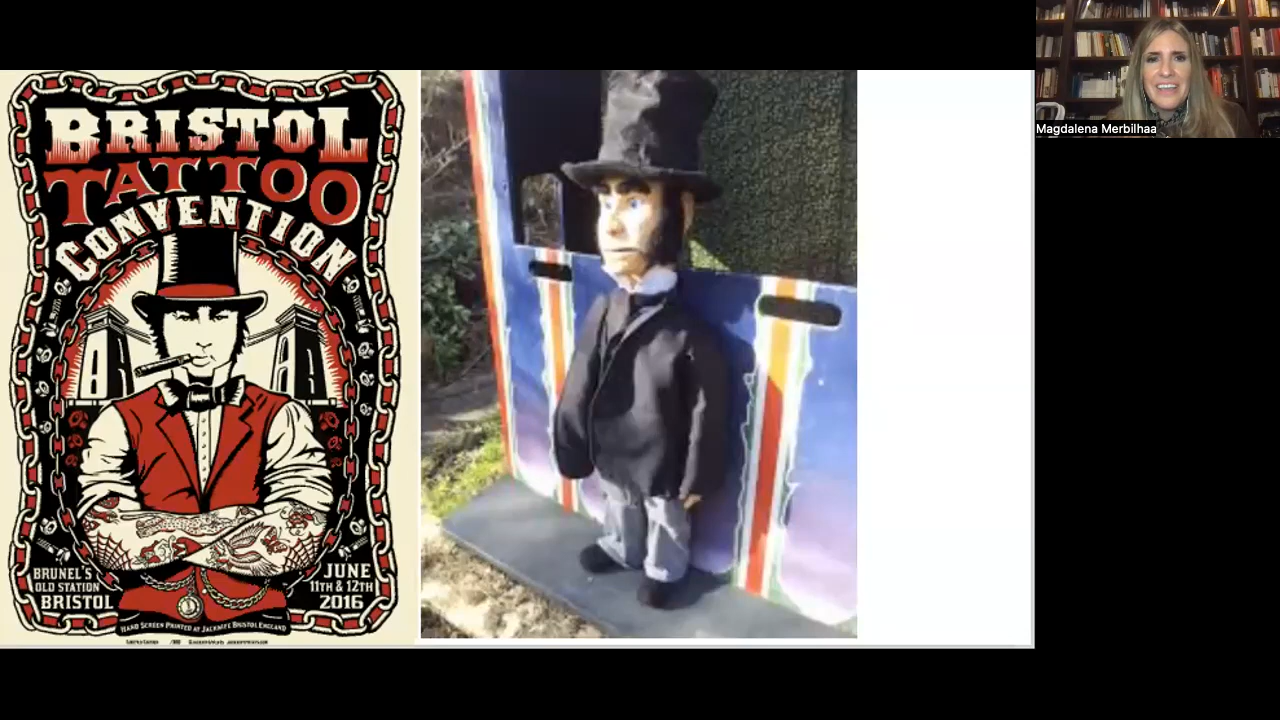 BRISTOL
TATTOO
CONVENTION
BRUNEL'S
OLD STATION
BRISTOL
JUNE
11TH & 12TH
2016
HAND SCREEN PRINTED AT JACKNIFE BRISTOL ENGLAND
Magdalena Merbilhaa